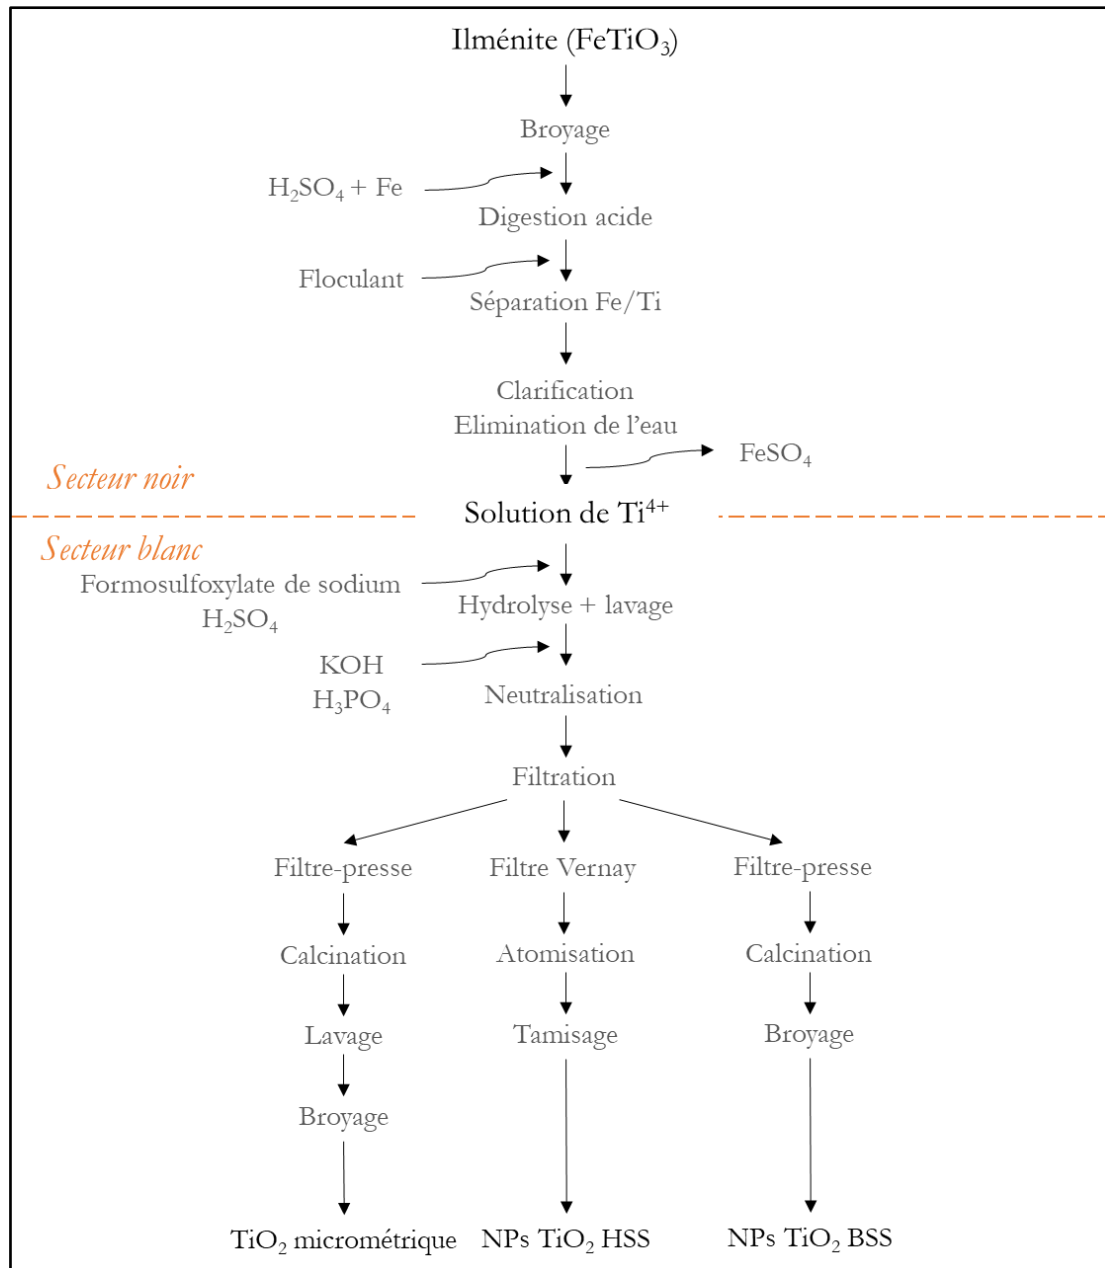 Ilménite (FeTiO₃)
Broyage
H₂SO₄ + Fe
Digestion acide
Floculant
Séparation Fe/Ti
Clarification
Elimination de l'eau
FeSO₄
Secteur noir
Solution de Ti⁴⁺
Secteur blanc
Formosulfoxylate de sodium
H₂SO₄
Hydrolyse + lavage
KOH
H₃PO₄
Neutralisation
Filtration
Filtre-presse
Filtre Vernay
Filtre-presse
Calcination
Atomisation
Calcination
Lavage
Tamisage
Broyage
Broyage
TiO₂ micrométrique
NPs TiO₂ HSS
NPs TiO₂ BSS